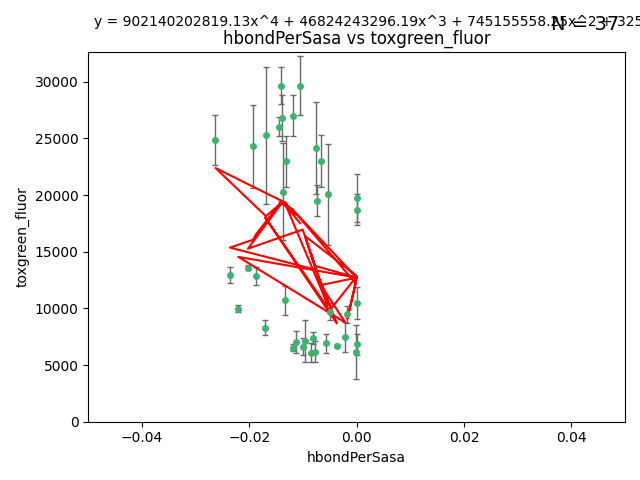 y = 902140202819.13x^4 + 46824243296.19x^3 + 745155558.
N = 37
hbondPerSasa vs toxgreen_fluor
30000
25000
20000
15000
10000
5000
0
toxgreen_fluor
−0.04 −0.02 0.00 0.02 0.04
hbondPerSasa